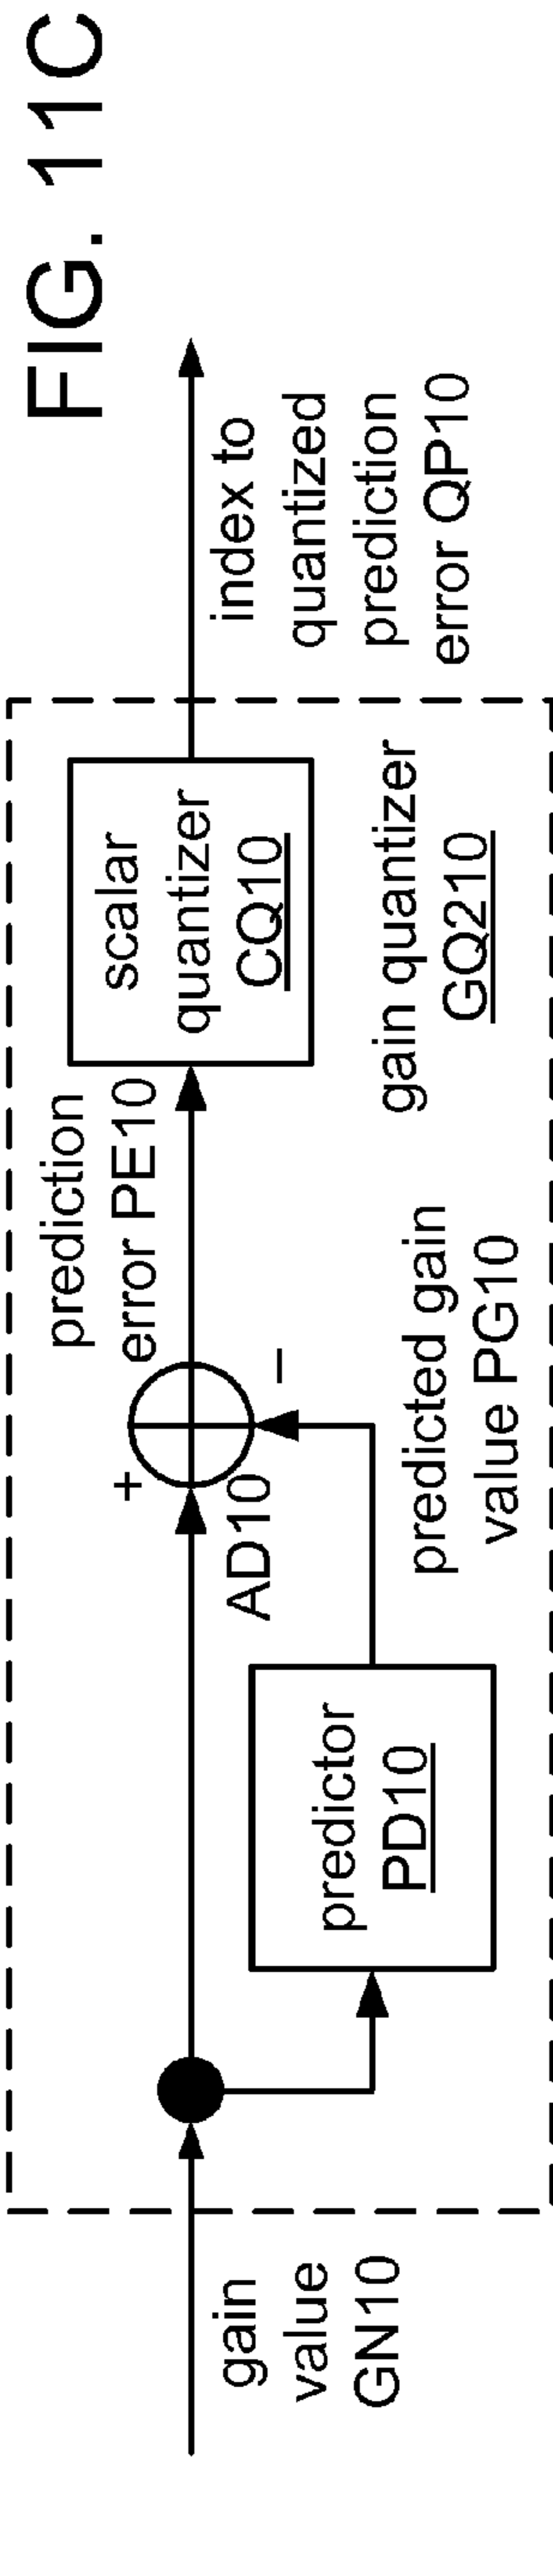 FIG. 11C
gain
value
GN10
predictor
PD10
+
AD10
−
predicted gain
value PG10
prediction
error PE10
scalar
quantizer
CQ10
gain quantizer
GQ210
index to
quantized
prediction
error QP10